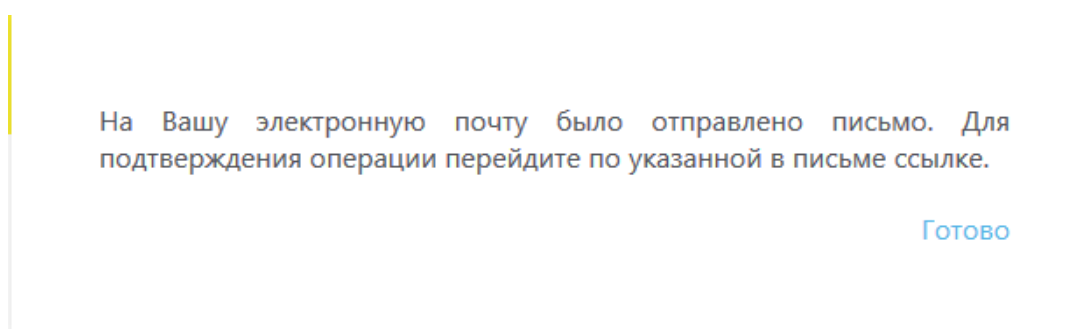 На Вашу электронную почту было отправлено письмо. Для
подтверждения операции перейдите по указанной в письме ссылке.
Готово